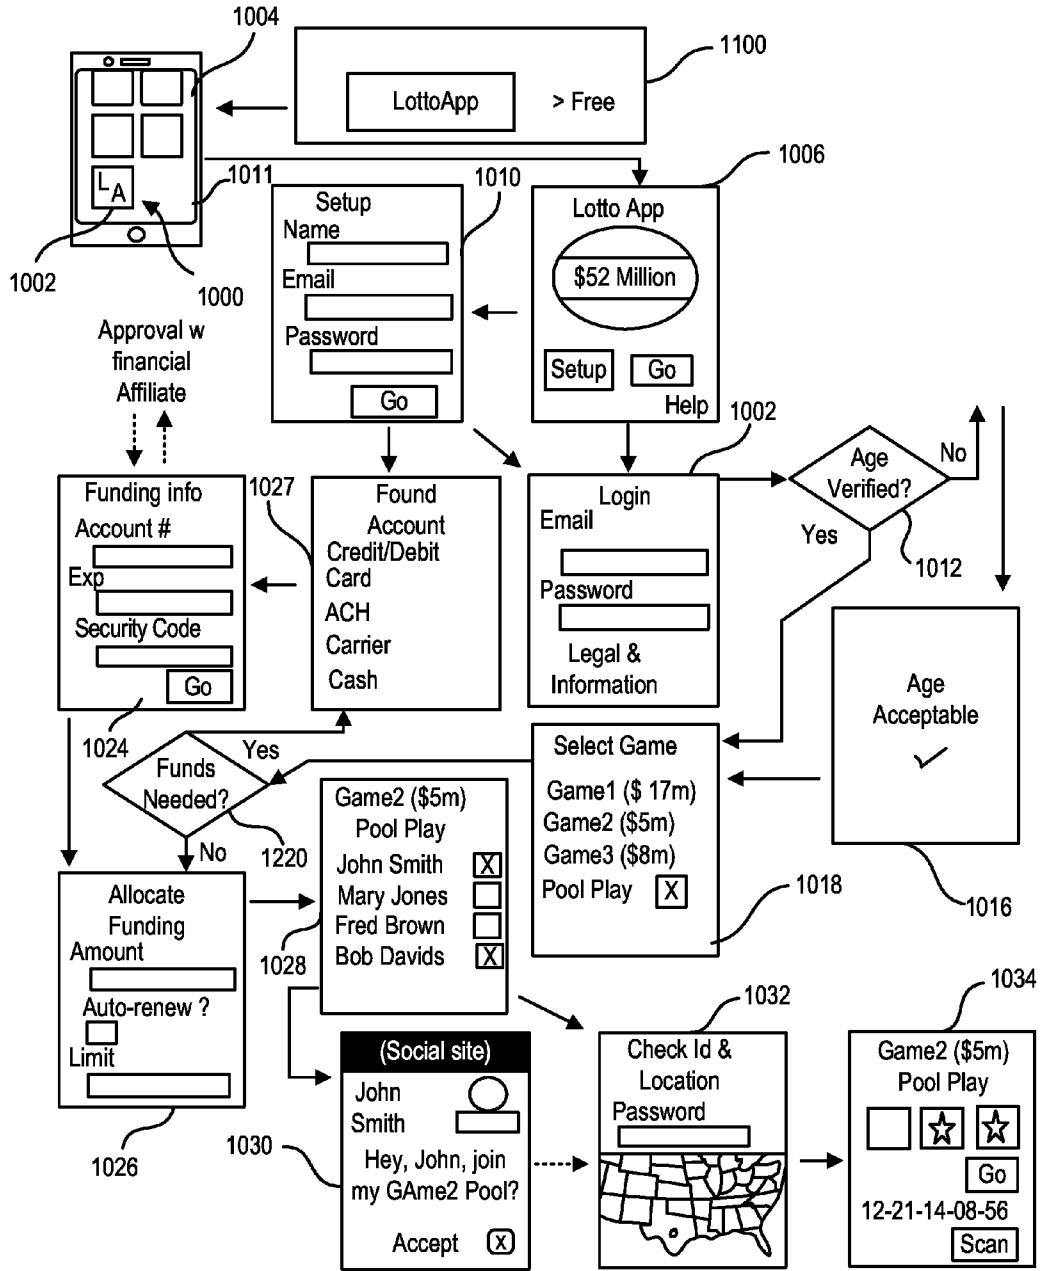 1004
1100
LottoApp
> Free
LA
1011
1002
1000
1010
Setup
Name
Email
Password
Go
1006
Lotto App
$52 Million
Setup
Go
Help
Approval w
financial
Affiliate
1002
Login
Email
Password
Legal &
Information
Age
Verified?
No
Yes
1012
Funding info
Account #
Exp
Security Code
Go
1024
1027
Found
Account
Credit/Debit
Card
ACH
Carrier
Cash
Age
Acceptable
1016
Funds
Needed?
Yes
No
1220
Select Game
Game1 ($ 17m)
Game2 ($5m)
Game3 ($8m)
Pool Play X
1018
Game2 ($5m)
Pool Play
John Smith X
Mary Jones
Fred Brown
Bob Davids X
1028
Allocate
Funding
Amount
Auto-renew ?
Limit
1026
(Social site)
John
Smith
Hey, John, join
my GAme2 Pool?
Accept X
1030
1032
Check Id &
Location
Password
1034
Game2 ($5m)
Pool Play
Go
12-21-14-08-56
Scan